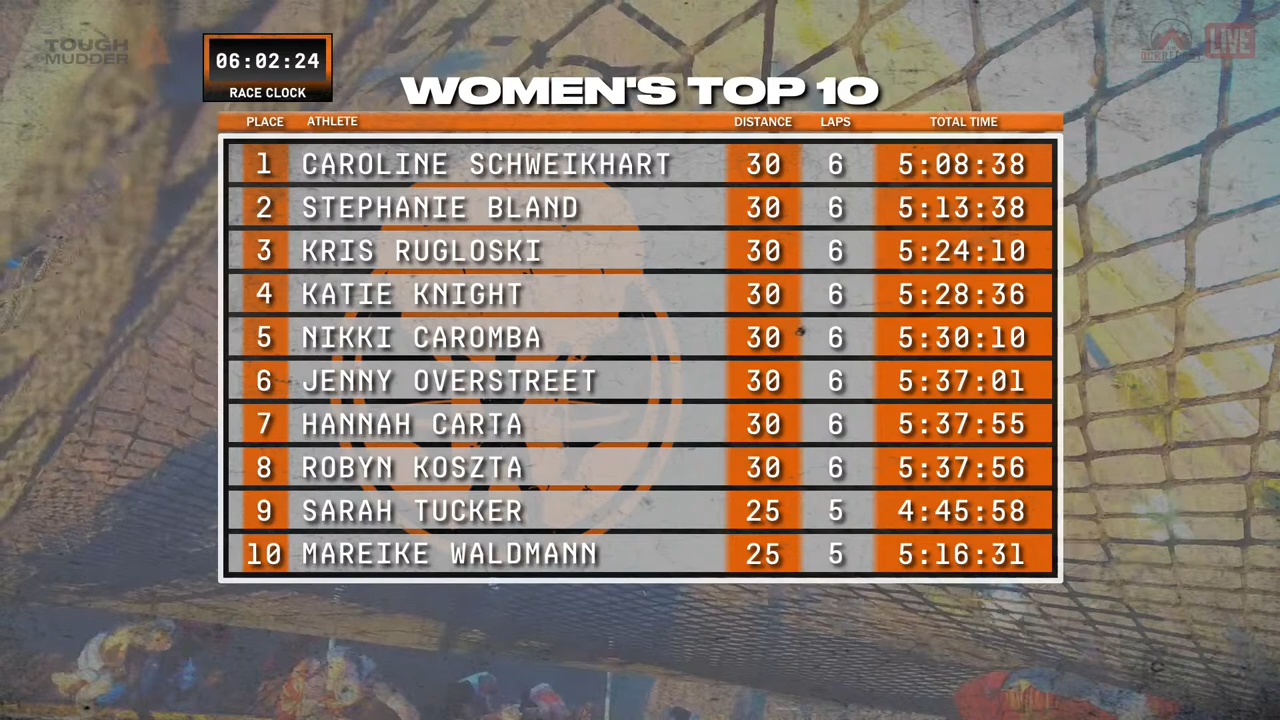 TOUGH
MUDDER
06:02:24
RACE CLOCK
LIVE
WOMEN'S TOP 10
PLACE ATHLETE DISTANCE LAPS TOTAL TIME
1 CAROLINE SCHWEIKHART 30 6 5:08:38
2 STEPHANIE BLAND 30 6 5:13:38
3 KRIS RUGLOSKI 30 6 5:24:10
4 KATIE KNIGHT 30 6 5:28:36
5 NIKKI CAROMBA 30 6 5:30:10
6 JENNY OVERSTREET 30 6 5:37:01
7 HANNAH CARTA 30 6 5:37:55
8 ROBYN KOSZTA 30 6 5:37:56
9 SARAH TUCKER 25 5 4:45:58
10 MAREIKE WALDMANN 25 5 5:16:31